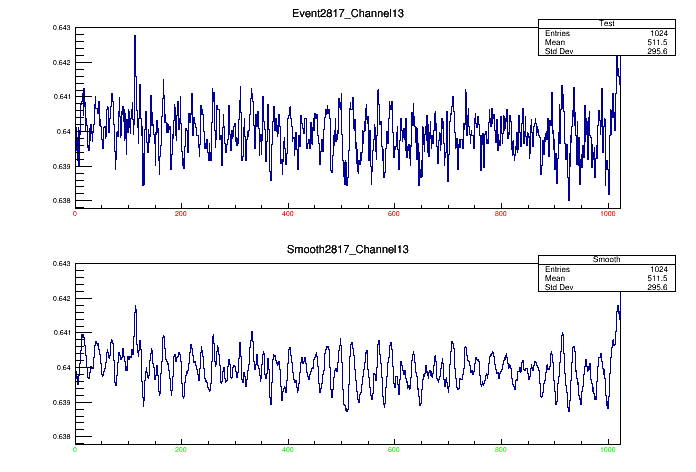 Event2817_Channel13
Test
Entries 1024
Mean 511.5
Std Dev 295.6
0.643
0.642
0.641
0.64
0.639
0.638
0 200 400 600 800 1000
Smooth2817_Channel13
Smooth
Entries 1024
Mean 511.5
Std Dev 295.6
0.643
0.642
0.641
0.64
0.639
0.638
0 200 400 600 800 1000